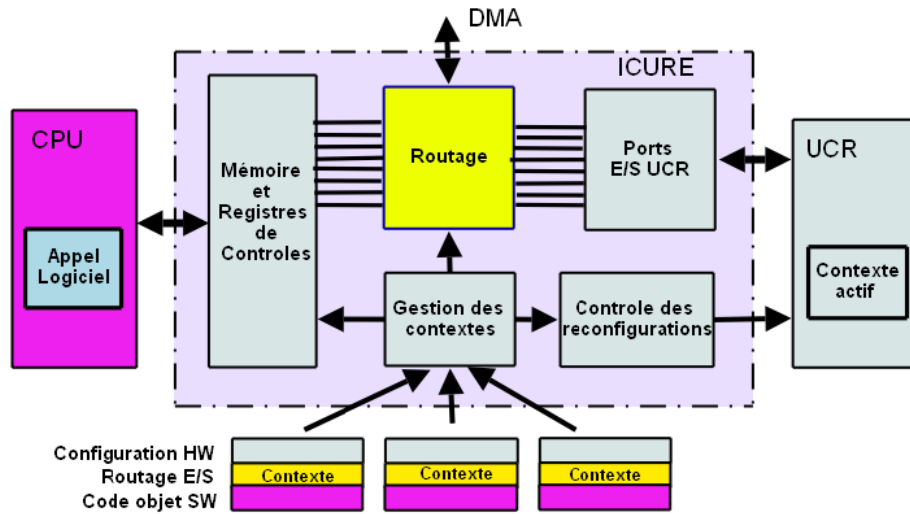 DMA
ICURE
CPU
Appel
Logiciel
Mémoire
et
Registres
de
Controles
Routage
Ports
E/S UCR
UCR
Contexte
actif
Gestion des
contextes
Controle des
reconfigurations
Configuration HW
Routage E/S
Code objet SW
Contexte
Contexte
Contexte